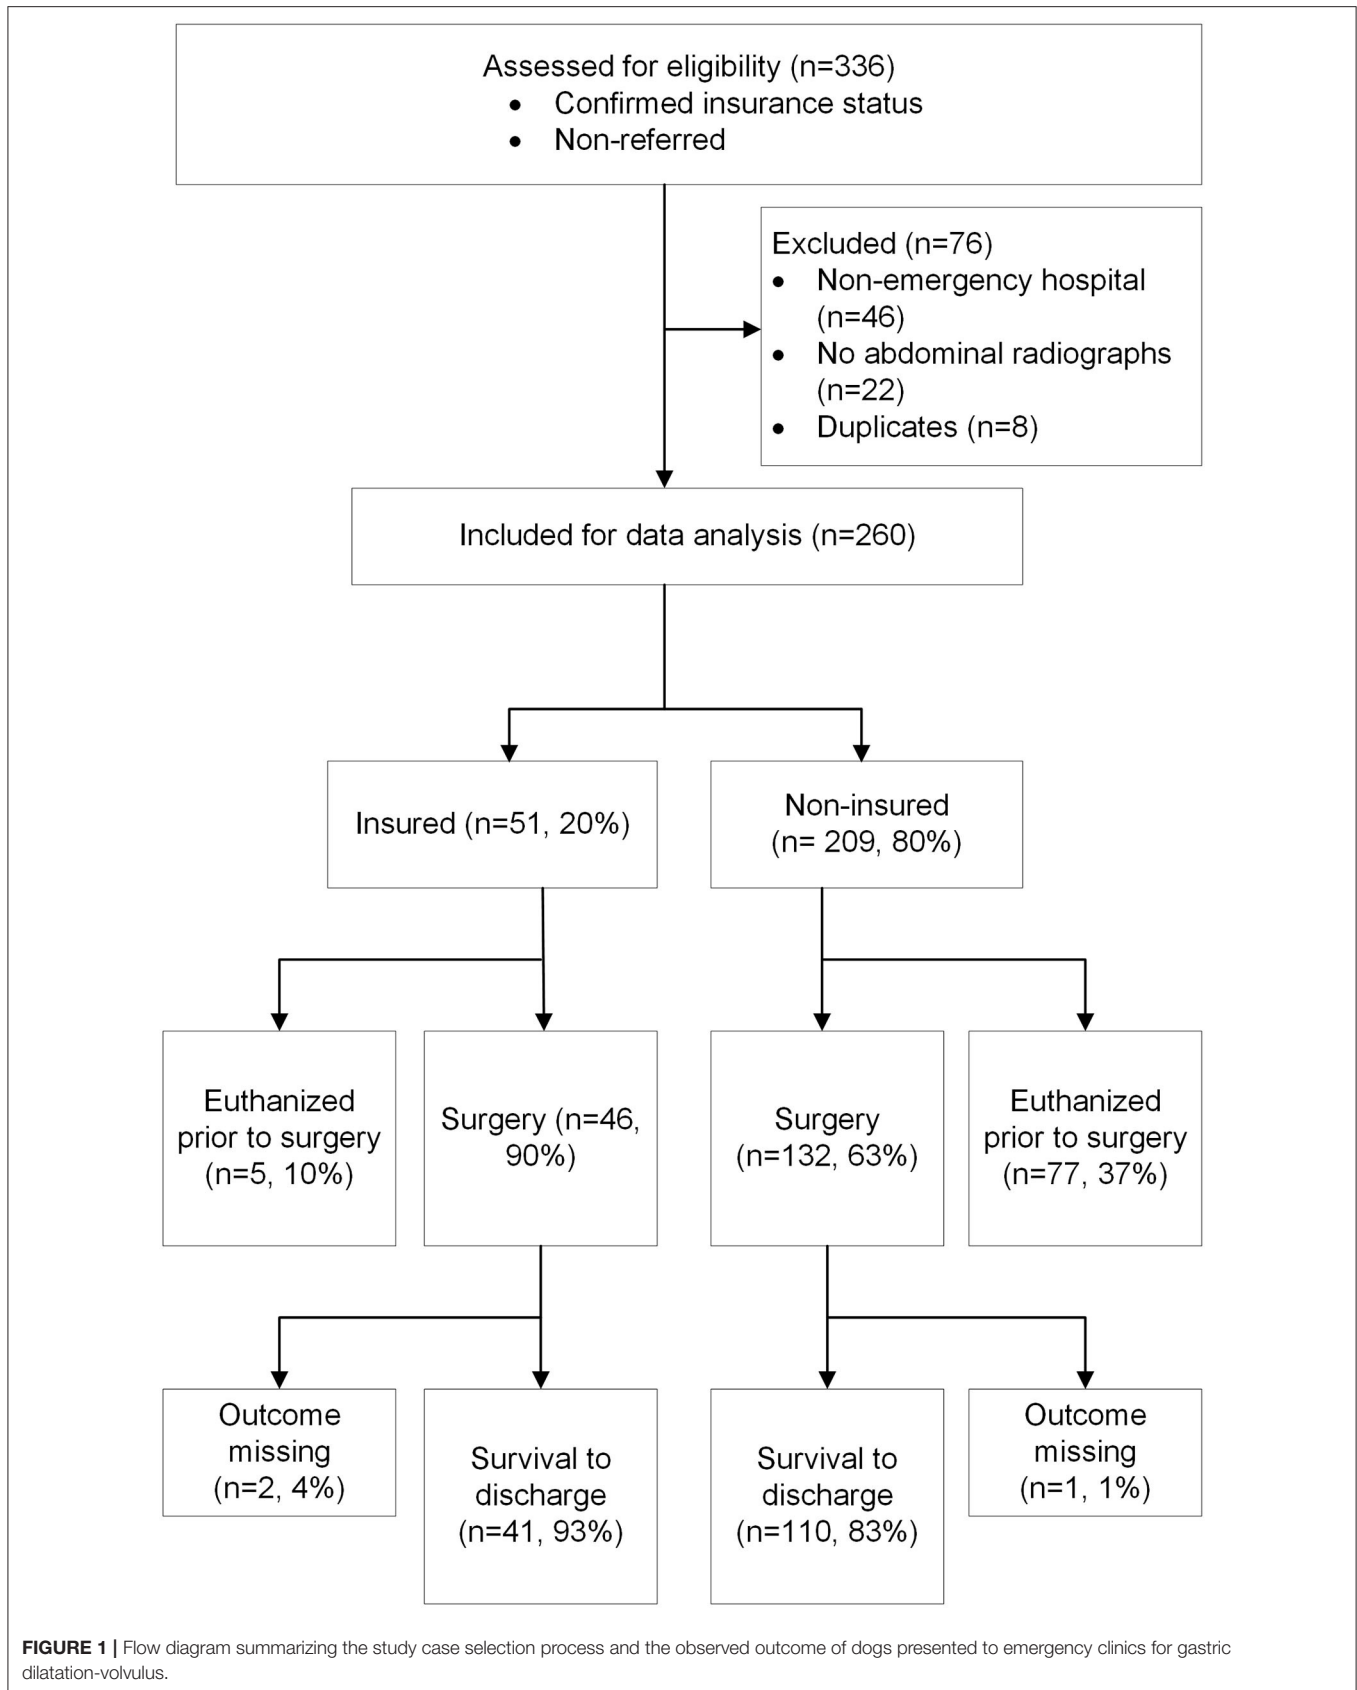 Assessed for eligibility (n=336)
• Confirmed insurance status
• Non-referred
Excluded (n=76)
• Non-emergency hospital
(n=46)
• No abdominal radiographs
(n=22)
• Duplicates (n=8)
Included for data analysis (n=260)
Insured (n=51, 20%)
Non-insured
(n= 209, 80%)
Euthanized
prior to surgery
(n=5, 10%)
Surgery (n=46,
90%)
Surgery
(n=132, 63%)
Euthanized
prior to surgery
(n=77, 37%)
Outcome
missing
(n=2, 4%)
Survival to
discharge
(n=41, 93%)
Survival to
discharge
(n=110, 83%)
Outcome
missing
(n=1, 1%)
FIGURE 1 | Flow diagram summarizing the study case selection process and the observed outcome of dogs presented to emergency clinics for gastric
dilatation-volvulus.